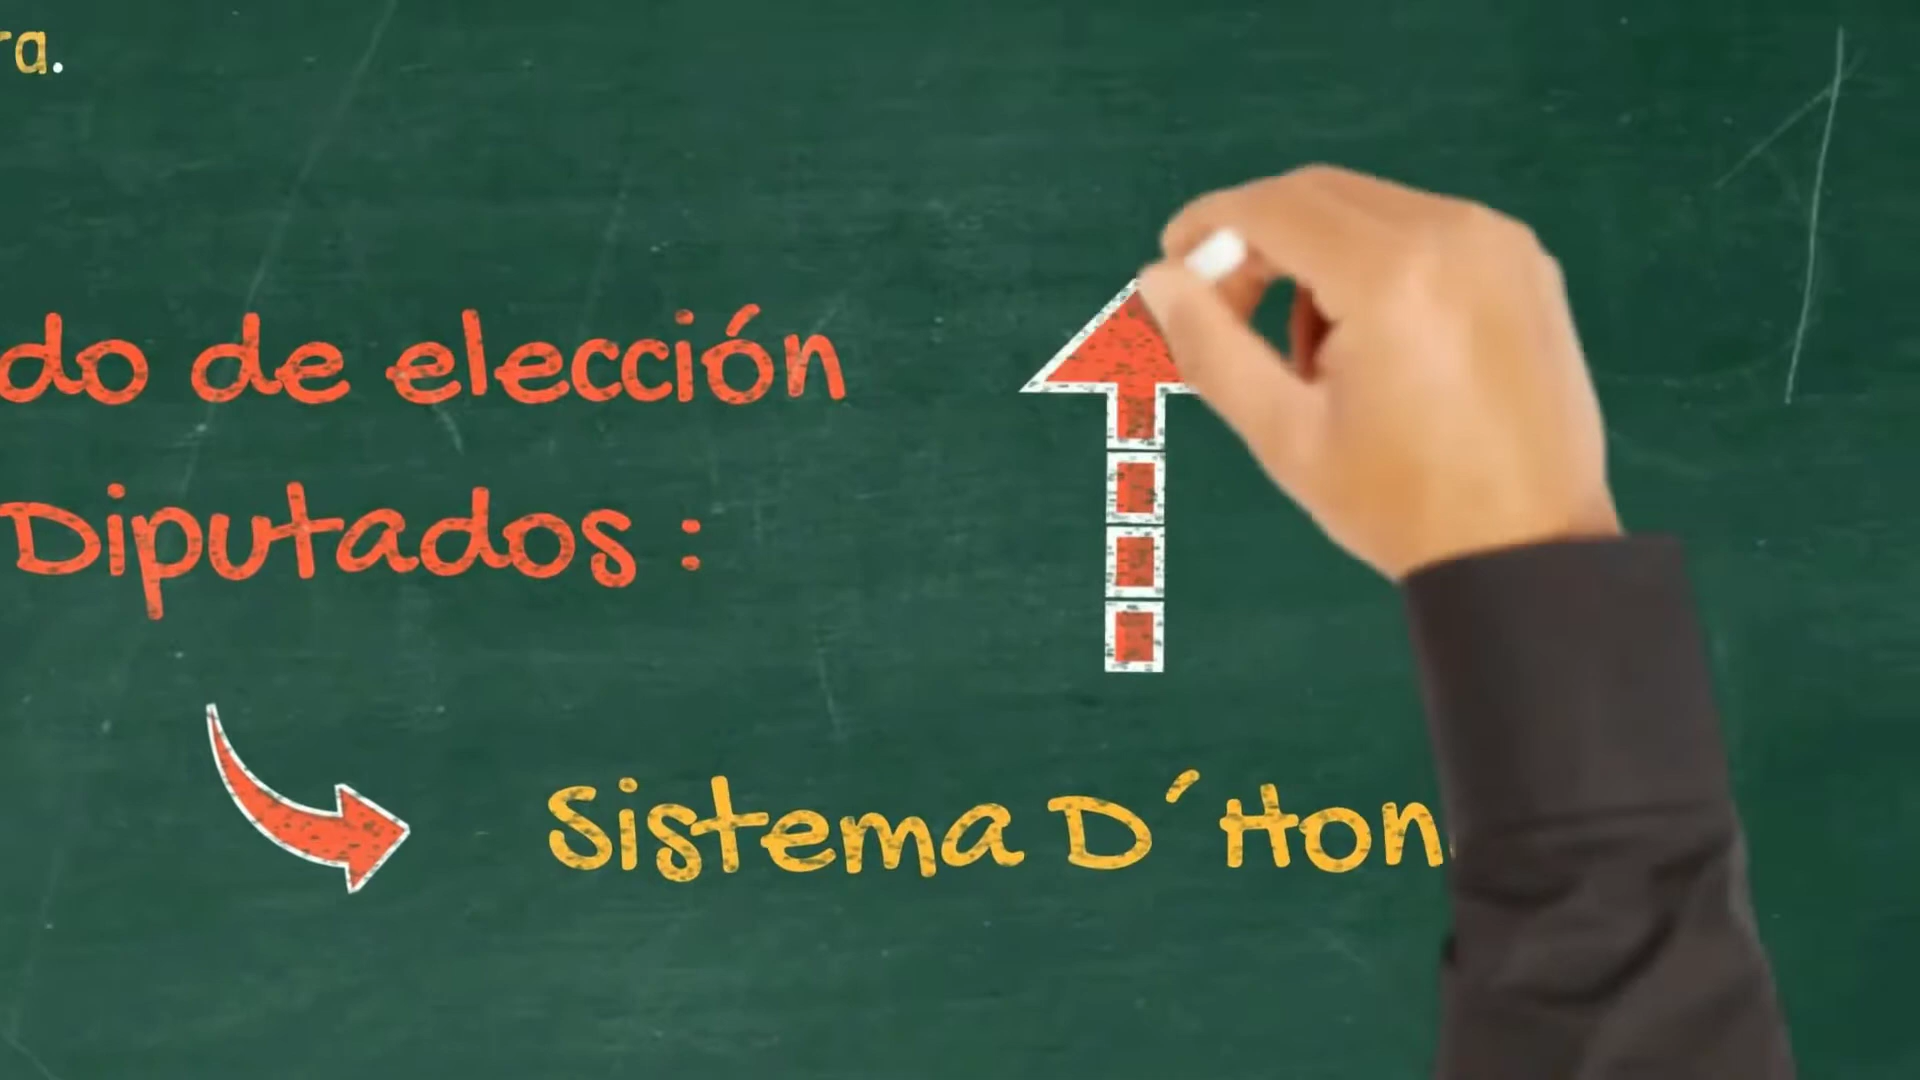 ra.
do de elección
Diputados :
Sistema D´Hon